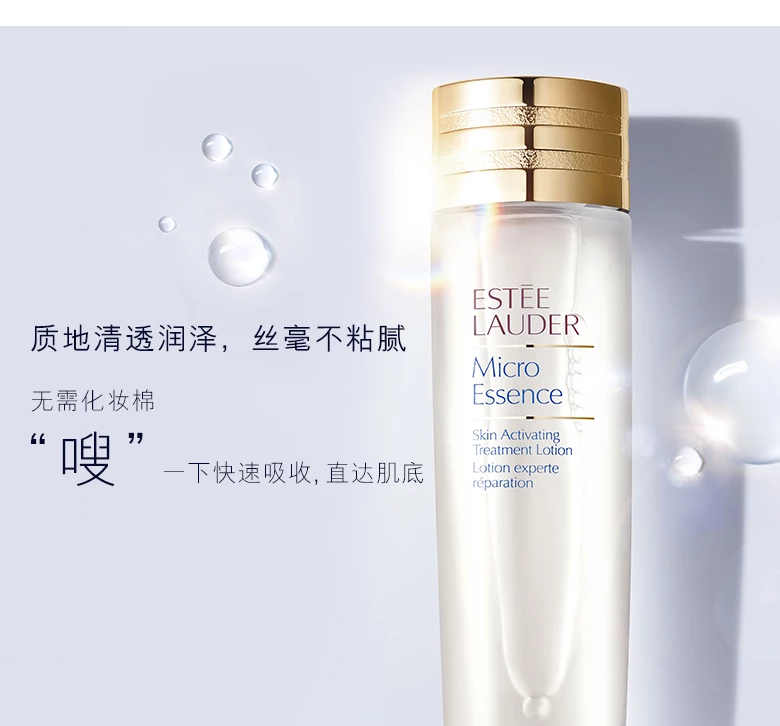 质地清透润泽，丝毫不粘腻
无需化妆棉
“嗖”一下快速吸收, 直达肌底
ESTĒE
LAUDER
Micro
Essence
Skin Activating
Treatment Lotion
Lotion experte
réparation